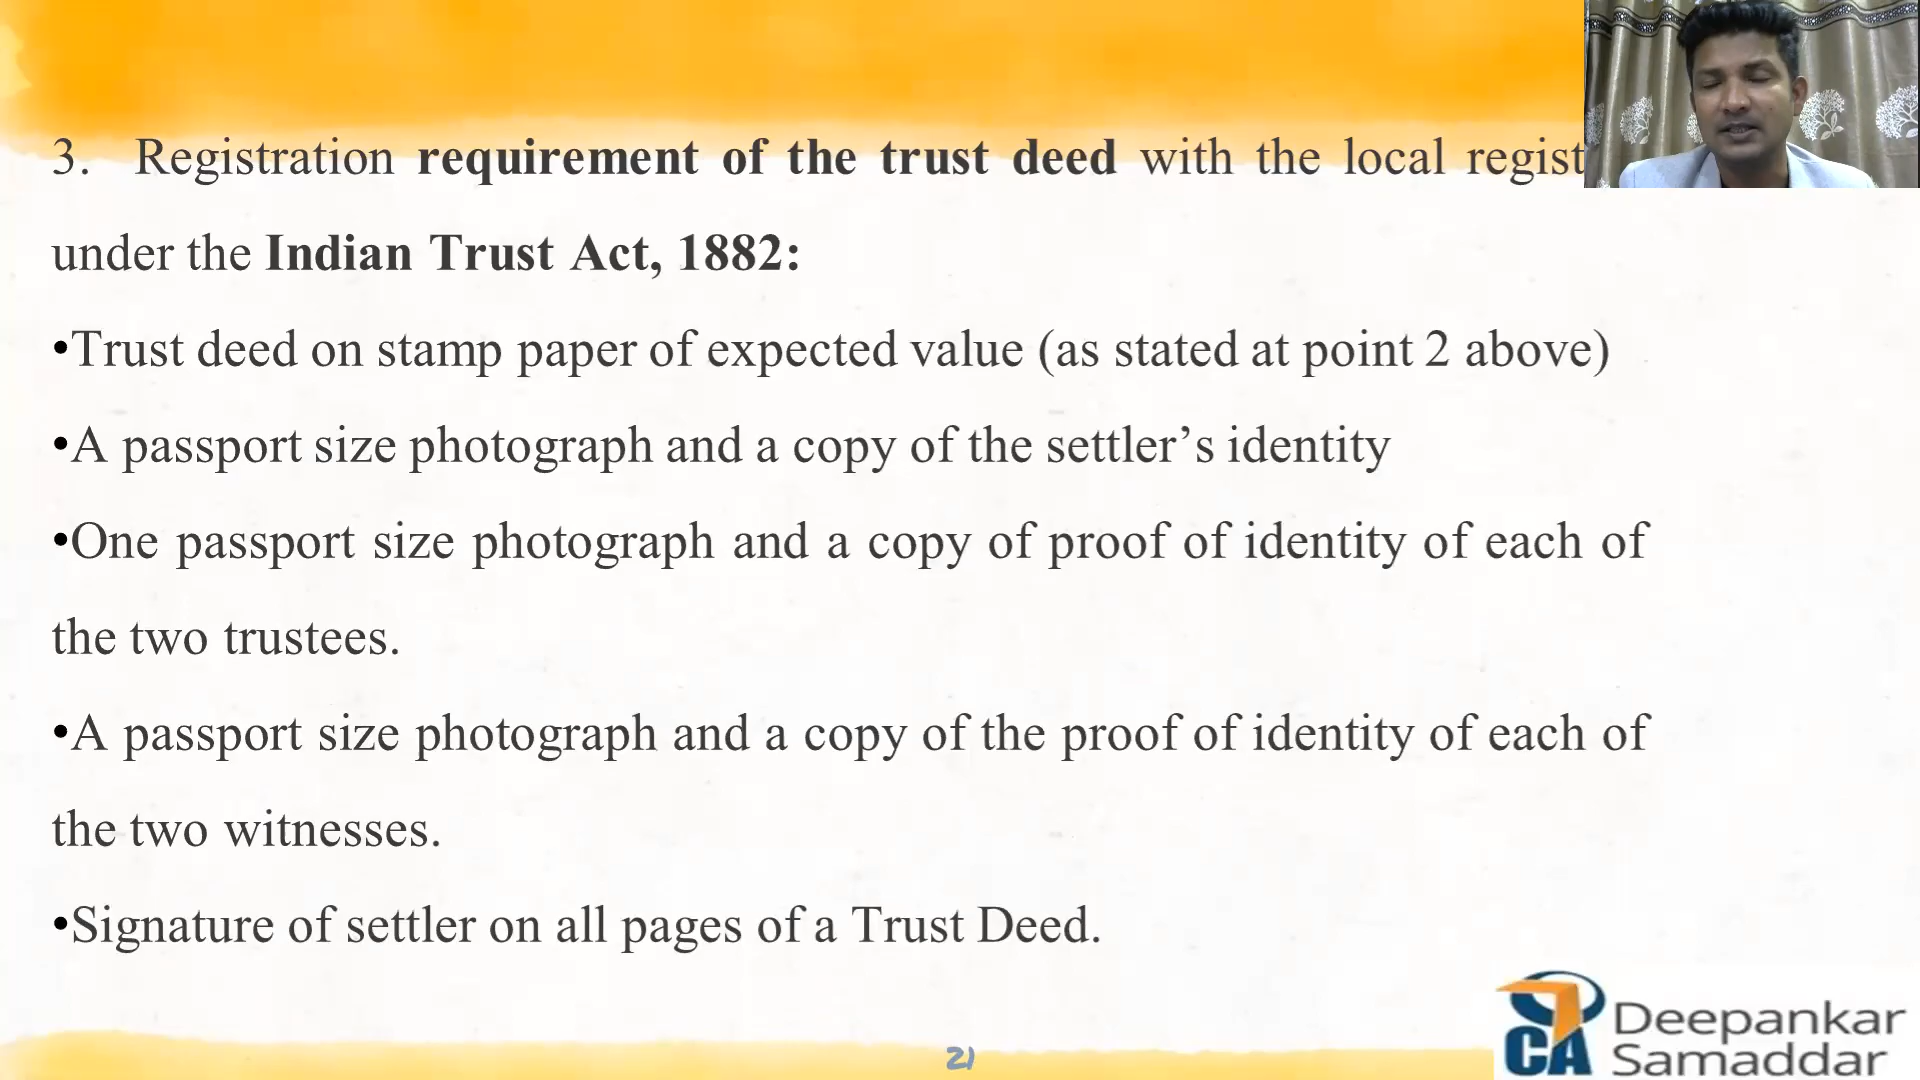 3. Registration requirement of the trust deed with the local regist
under the Indian Trust Act, 1882:
•Trust deed on stamp paper of expected value (as stated at point 2 above)
•A passport size photograph and a copy of the settler’s identity
•One passport size photograph and a copy of proof of identity of each of
the two trustees.
•A passport size photograph and a copy of the proof of identity of each of
the two witnesses.
•Signature of settler on all pages of a Trust Deed.
21
CA Deepankar
Samaddar